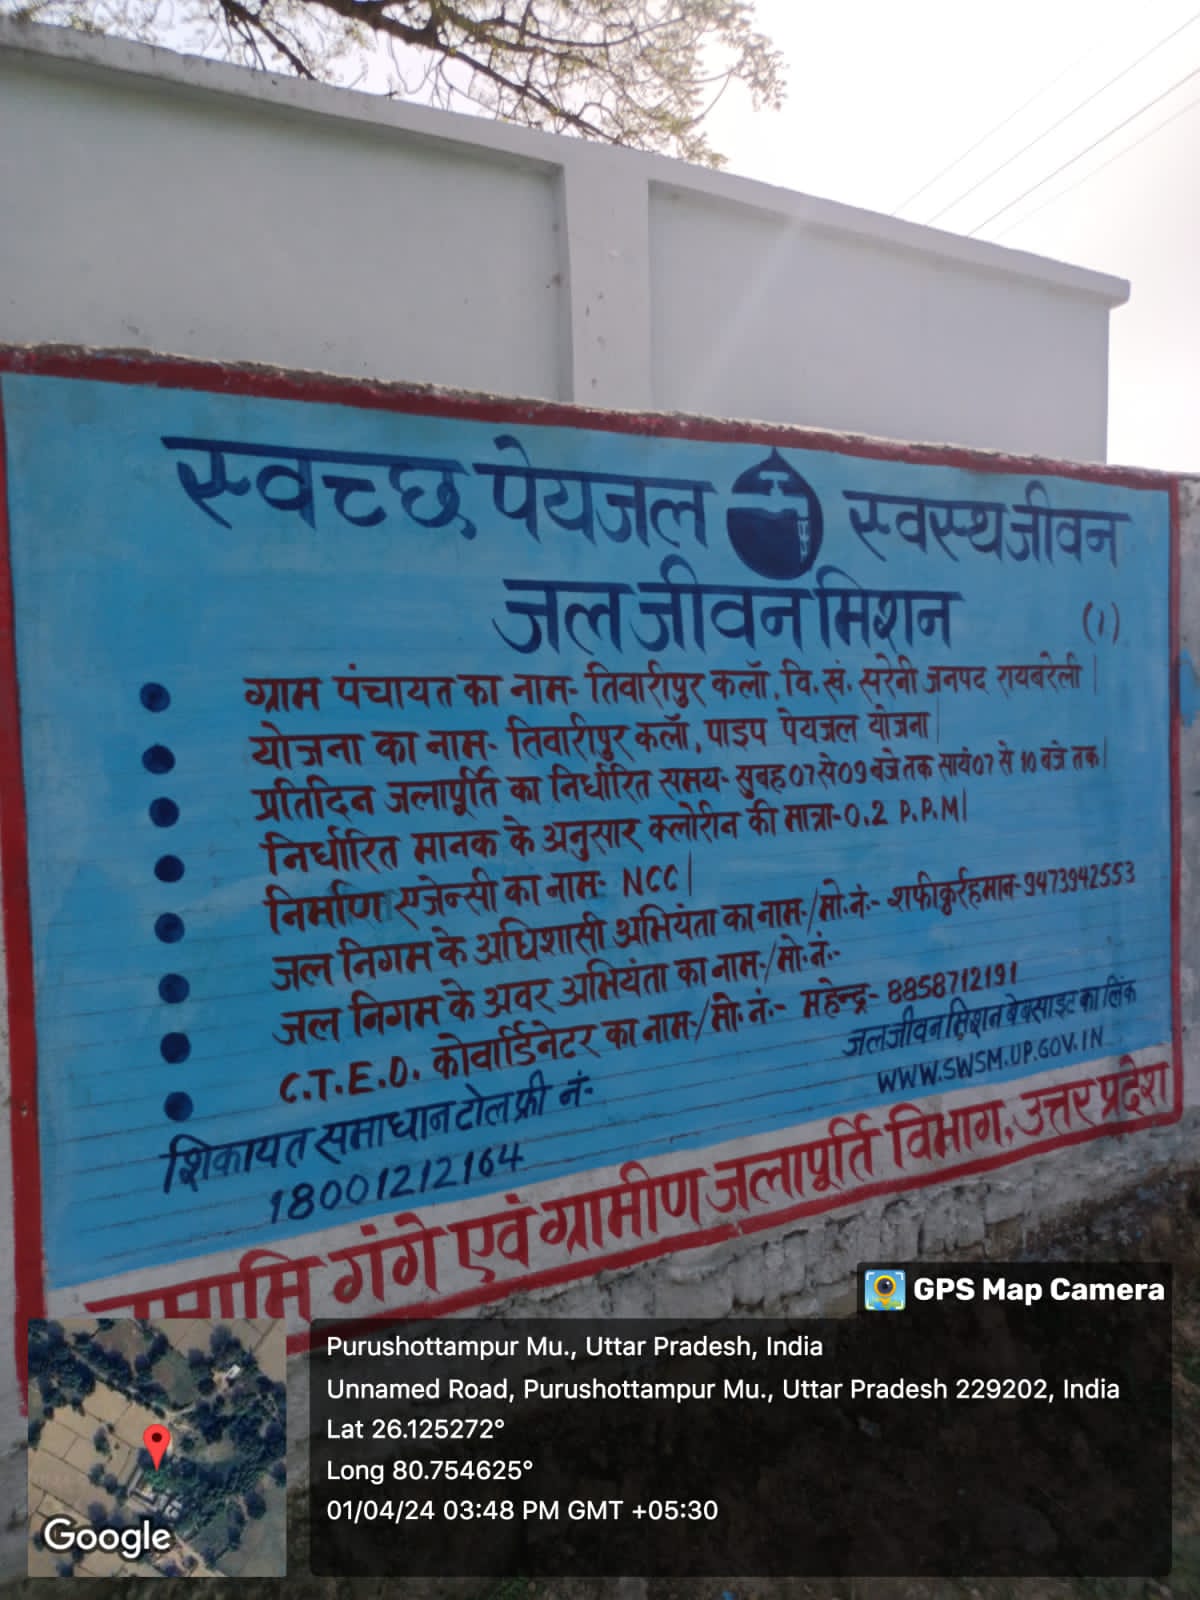 स्वच्छ पेयजल स्वस्थ जीवन
जल जीवन मिशन
(1)
ग्राम पंचायत का नाम- तिवारीपुर कलॉ, वि. खं. सरेनी जनपद रायबरेली |
योजना का नाम- तिवारीपुर कलॉ, पाइप पेयजल योजना |
प्रतिदिन जलापूर्ति का निर्धारित समय- सुबह 07 से 09 बजे तक सायं 07 से 10 बजे तक |
निर्धारित मानक के अनुसार क्लोरीन की मात्रा-0.2 P.P.M |
निर्माण एजेन्सी का नाम- NCC |
जल निगम के अधिशासी अभियंता का नाम-/मो.नं.- शफीकुर्रहमान-9473942553
जल निगम के अवर अभियंता का नाम-/मो.नं.-
C.T.E.D. कोवार्डिनेटर का नाम-/मो.नं.- महेन्द्र- 8858712191
शिकायत समाधान टोल फ्री नं-
18001212164
जल जीवन मिशन बेबसाइट का लिंक
WWW.SWSM.UP.GOV.IN
गंगे एवं ग्रामीण जलापूर्ति विभाग, उत्तर प्रदेश
GPS Map Camera
Purushottampur Mu., Uttar Pradesh, India
Unnamed Road, Purushottampur Mu., Uttar Pradesh 229202, India
Lat 26.125272°
Long 80.754625°
01/04/24 03:48 PM GMT +05:30
Google